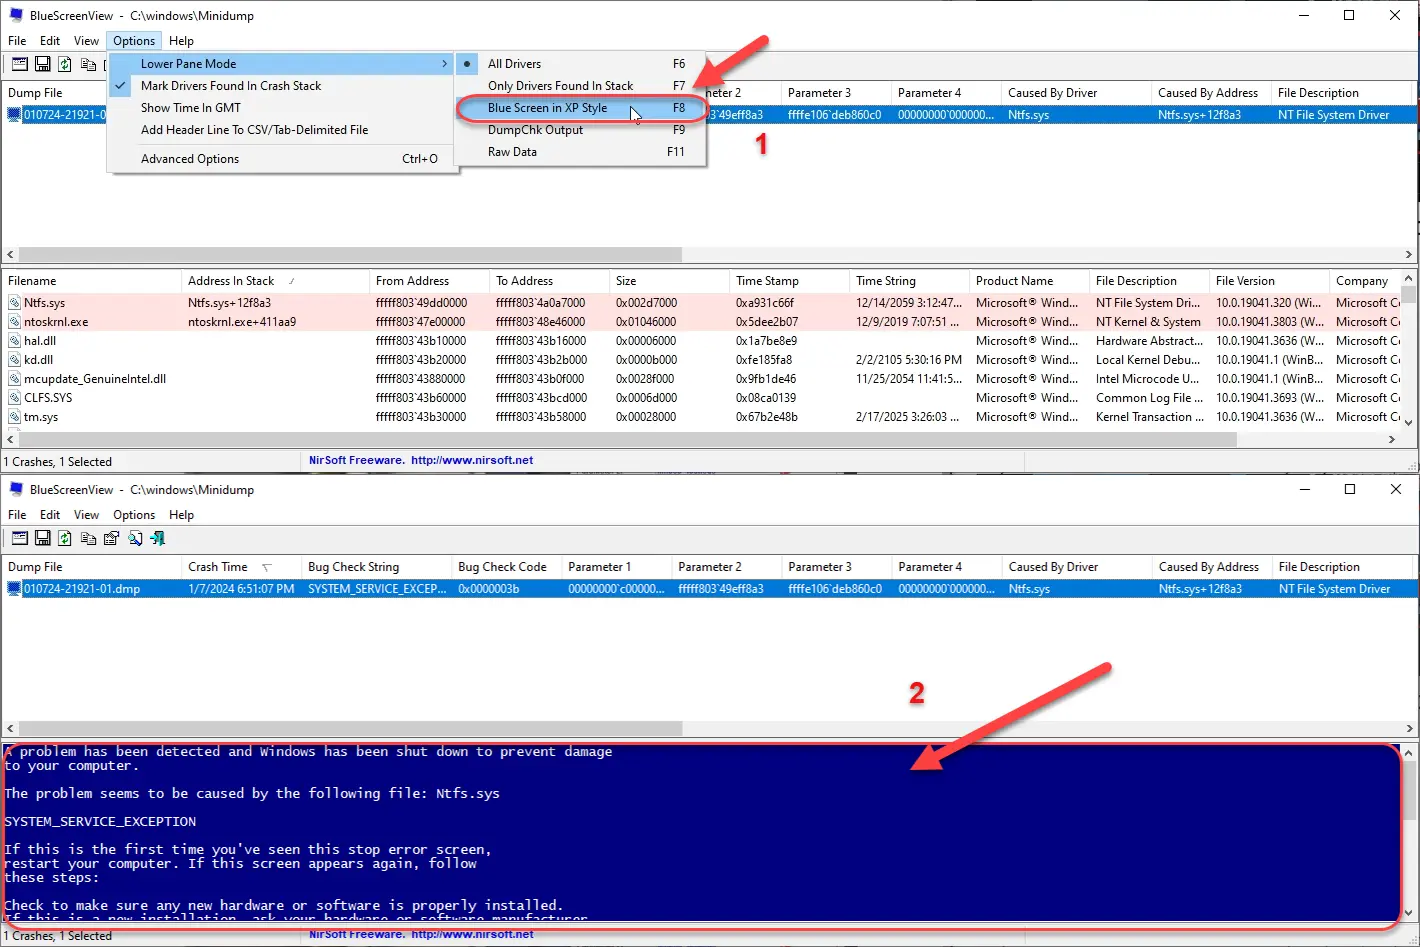 BlueScreenView - C:\windows\Minidump
File Edit View Options Help
Lower Pane Mode
Mark Drivers Found In Crash Stack
Show Time In GMT
Add Header Line To CSV/Tab-Delimited File
Advanced Options Ctrl+O
All Drivers F6
Only Drivers Found In Stack F7
Blue Screen in XP Style F8
DumpChk Output F9
Raw Data F11
1
Dump File meter 2 Parameter 3 Parameter 4 Caused By Driver Caused By Address File Description
010724-21921-0 03`49eff8a3 ffffe106`deb860c0 00000000`000000... Ntfs.sys Ntfs.sys+12f8a3 NT File System Driver
Filename Address In Stack From Address To Address Size Time Stamp Time String Product Name File Description File Version Company
Ntfs.sys Ntfs.sys+12f8a3 fffff803`49dd0000 fffff803`4a0a7000 0x002d7000 0xa931c66f 12/14/2059 3:12:47... Microsoft® Wind... NT File System Dri... 10.0.19041.320 (Wi... Microsoft C
ntoskrnl.exe ntoskrnl.exe+411aa9 fffff803`47e00000 fffff803`48e46000 0x01046000 0x5dee2b07 12/9/2019 7:07:51 ... Microsoft® Wind... NT Kernel & System 10.0.19041.3803 (W... Microsoft C
hal.dll fffff803`43b10000 fffff803`43b16000 0x00006000 0x1a7be8e9 Microsoft® Wind... Hardware Abstract... 10.0.19041.3636 (W... Microsoft C
kd.dll fffff803`43b20000 fffff803`43b2b000 0x0000b000 0xfe185fa8 2/2/2105 5:30:16 PM Microsoft® Wind... Local Kernel Debu... 10.0.19041.1 (WinB... Microsoft C
mcupdate_GenuineIntel.dll fffff803`43880000 fffff803`43b0f000 0x0028f000 0x9fb1de46 11/25/2054 11:41:5... Microsoft® Wind... Intel Microcode U... 10.0.19041.1 (WinB... Microsoft C
CLFS.SYS fffff803`43b60000 fffff803`43bcd000 0x0006d000 0x08ca0139 Microsoft® Wind... Common Log File ... 10.0.19041.3693 (W... Microsoft C
tm.sys fffff803`43b30000 fffff803`43b58000 0x00028000 0x67b2e48b 2/17/2025 3:26:03 ... Microsoft® Wind... Kernel Transaction ... 10.0.19041.3636 (W... Microsoft C
1 Crashes, 1 Selected NirSoft Freeware. http://www.nirsoft.net
BlueScreenView - C:\windows\Minidump
File Edit View Options Help
Dump File Crash Time Bug Check String Bug Check Code Parameter 1 Parameter 2 Parameter 3 Parameter 4 Caused By Driver Caused By Address File Description
010724-21921-01.dmp 1/7/2024 6:51:07 PM SYSTEM_SERVICE_EXCEP... 0x0000003b 00000000`c00000... fffff803`49eff8a3 ffffe106`deb860c0 00000000`000000... Ntfs.sys Ntfs.sys+12f8a3 NT File System Driver
2
A problem has been detected and Windows has been shut down to prevent damage
to your computer.
The problem seems to be caused by the following file: Ntfs.sys
SYSTEM_SERVICE_EXCEPTION
If this is the first time you've seen this stop error screen,
restart your computer. If this screen appears again, follow
these steps:
Check to make sure any new hardware or software is properly installed.
If this is a new installation, ask your hardware or software manufacturer
1 Crashes, 1 Selected NirSoft Freeware. http://www.nirsoft.net